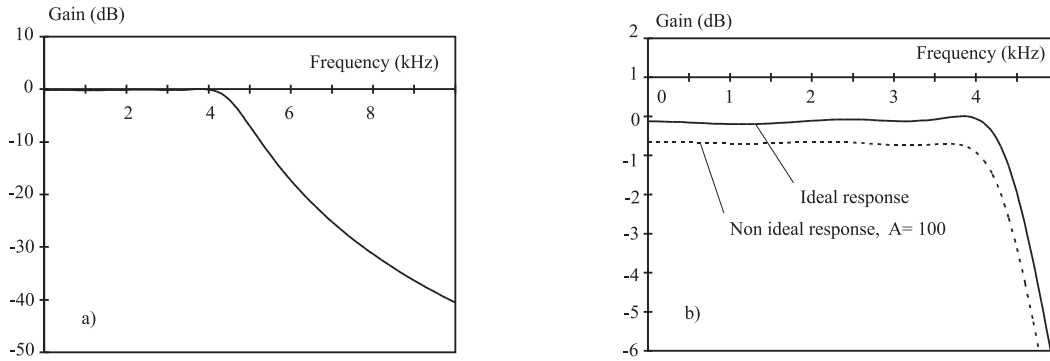 Gain (dB)
10
0
-10
-20
-30
-40
-50
Frequency (kHz)
2 4 6 8
a)
Gain (dB)
2
1
0
-1
-2
-3
-4
-5
-6
Frequency (kHz)
0 1 2 3 4
Ideal response
Non ideal response, A= 100
b)